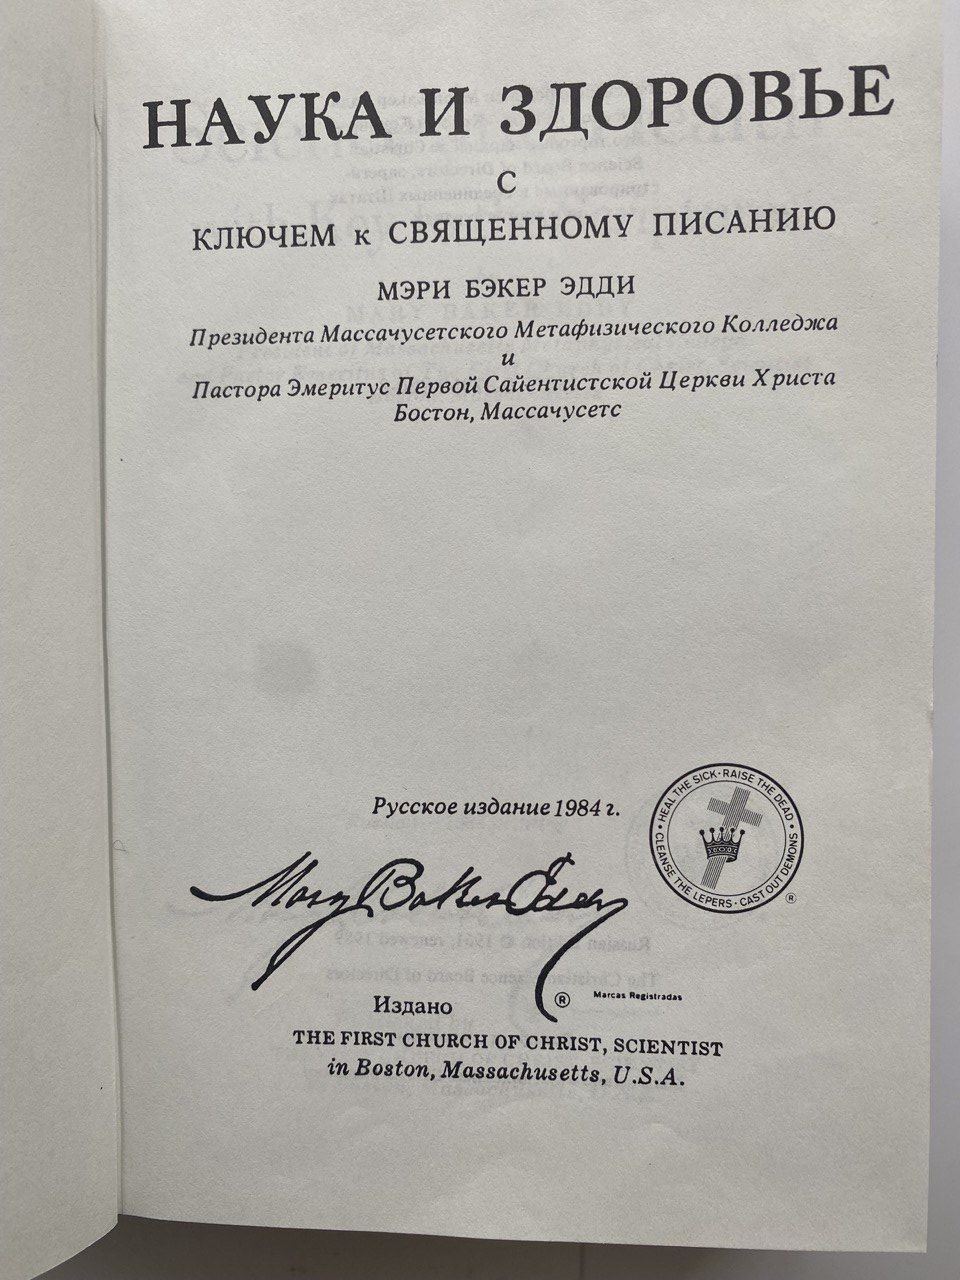 НАУКА И ЗДОРОВЬЕ
С
КЛЮЧЕМ к СВЯЩЕННОМУ ПИСАНИЮ
МЭРИ БЭКЕР ЭДДИ
Президента Массачусетского Метафизического Колледжа
и
Пастора Эмеритус Первой Сайентистской Церкви Христа
Бостон, Массачусетс
Русское издание 1984 г.
HEAL THE SICK · RAISE THE DEAD · CAST OUT DEMONS · CLEANSE THE LEPERS ·
®
Mary Baker Eddy
® Marcas Registradas
Издано
THE FIRST CHURCH OF CHRIST, SCIENTIST
in Boston, Massachusetts, U.S.A.